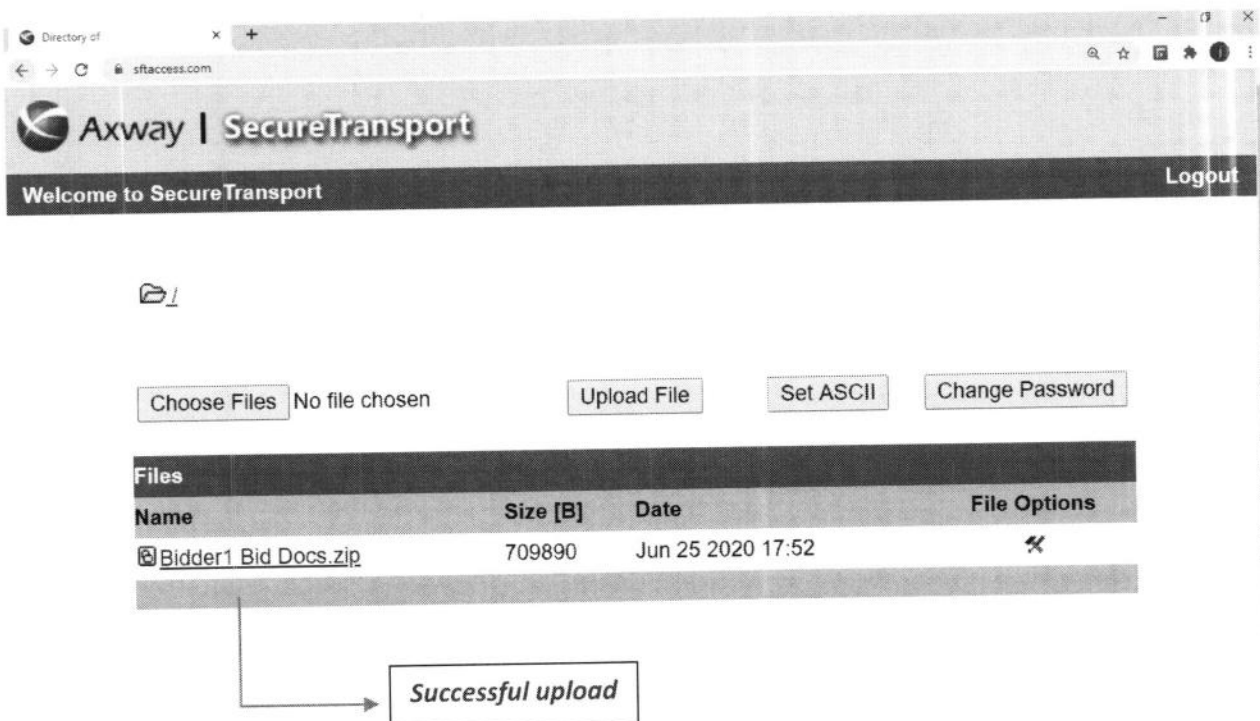 Directory of
sftaccess.com
Axway | SecureTransport
Welcome to SecureTransport Logout
/
Choose Files No file chosen Upload File Set ASCII Change Password
Files
Name Size [B] Date File Options
Bidder1 Bid Docs.zip 709890 Jun 25 2020 17:52
Successful upload